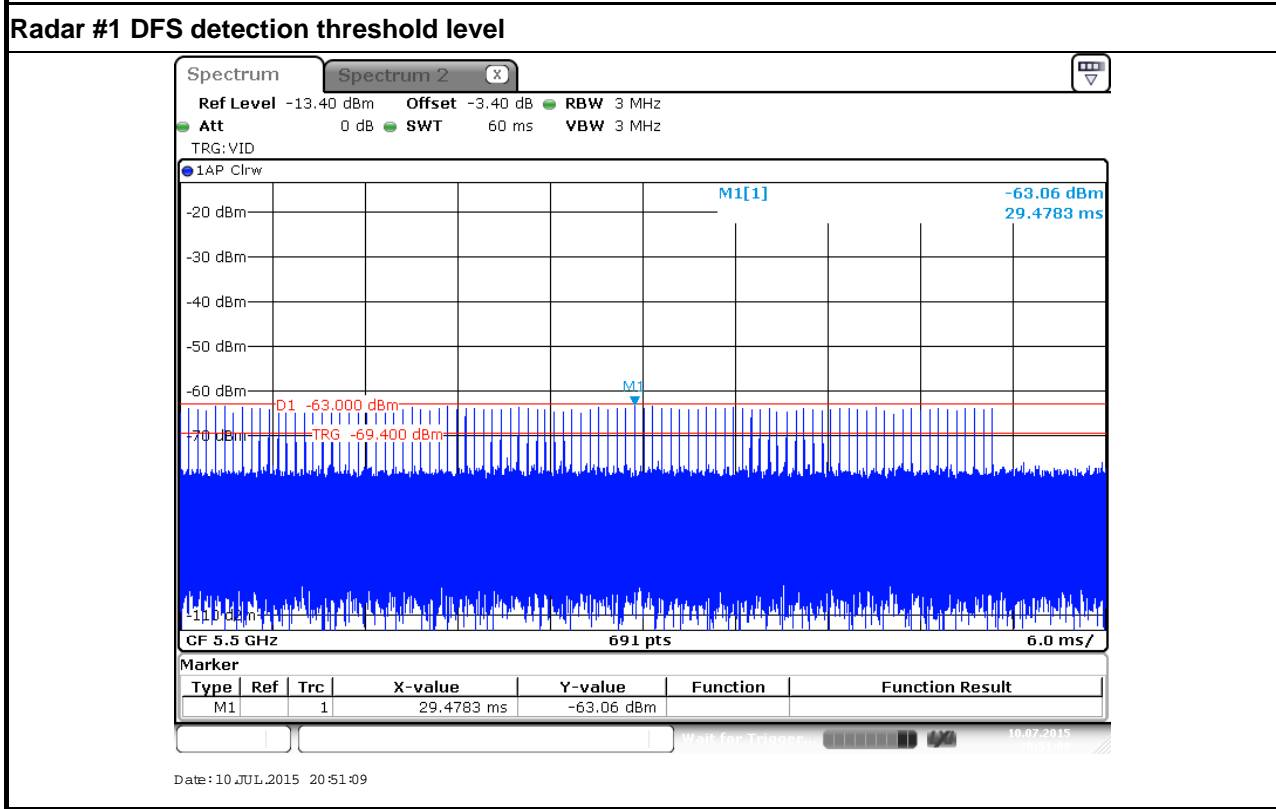 Radar #1 DFS detection threshold level
Spectrum Spectrum 2 X
Ref Level -13.40 dBm Offset -3.40 dB RBW 3 MHz
Att 0 dB SWT 60 ms VBW 3 MHz
TRG:VID
1AP Clrw
M1[1] -63.06 dBm
29.4783 ms
-20 dBm
-30 dBm
-40 dBm
-50 dBm
-60 dBm
M1
D1 -63.000 dBm
-70 dBm
TRG -69.400 dBm
-110 dBm
CF 5.5 GHz 691 pts 6.0 ms/
Marker
Type Ref Trc X-value Y-value Function Function Result
M1 1 29.4783 ms -63.06 dBm
Wait for Trigger... 10.07.2015
Date: 10.JUL.2015 20:51:09